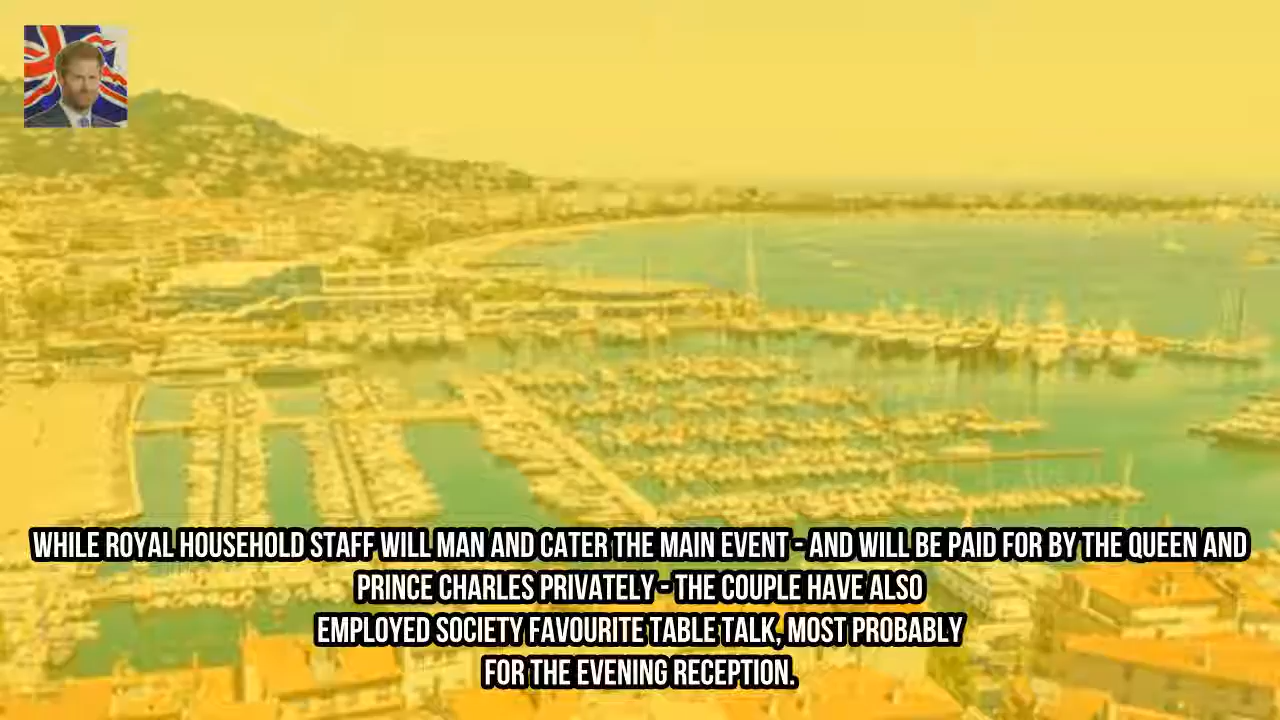 WHILE ROYAL HOUSEHOLD STAFF WILL MAN AND CATER THE MAIN EVENT - AND WILL BE PAID FOR BY THE QUEEN AND
PRINCE CHARLES PRIVATELY - THE COUPLE HAVE ALSO
EMPLOYED SOCIETY FAVOURITE TABLE TALK, MOST PROBABLY
FOR THE EVENING RECEPTION.